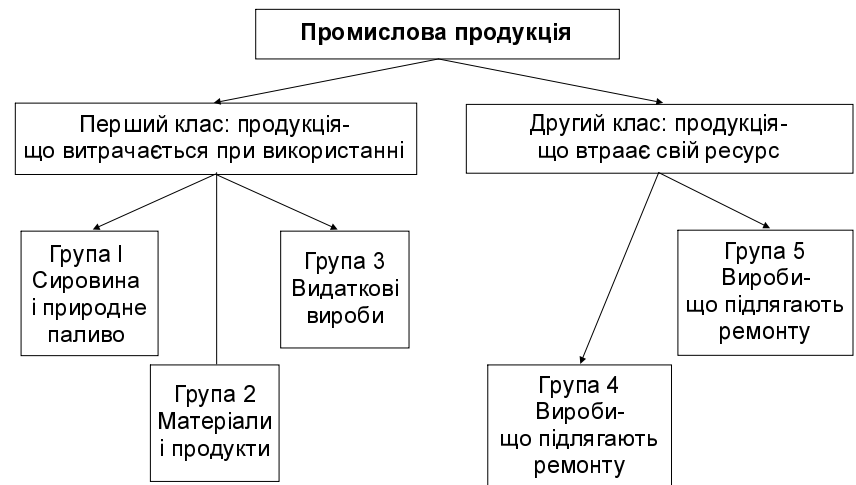 Промислова продукція
Перший клас: продукція-
що витрачається при використанні
Другий клас: продукція-
що втраає свій ресурс
Група І
Сировина
і природне
паливо
Група 3
Видаткові
вироби
Група 5
Вироби-
що підлягають
ремонту
Група 2
Матеріали
і продукти
Група 4
Вироби-
що підлягають
ремонту